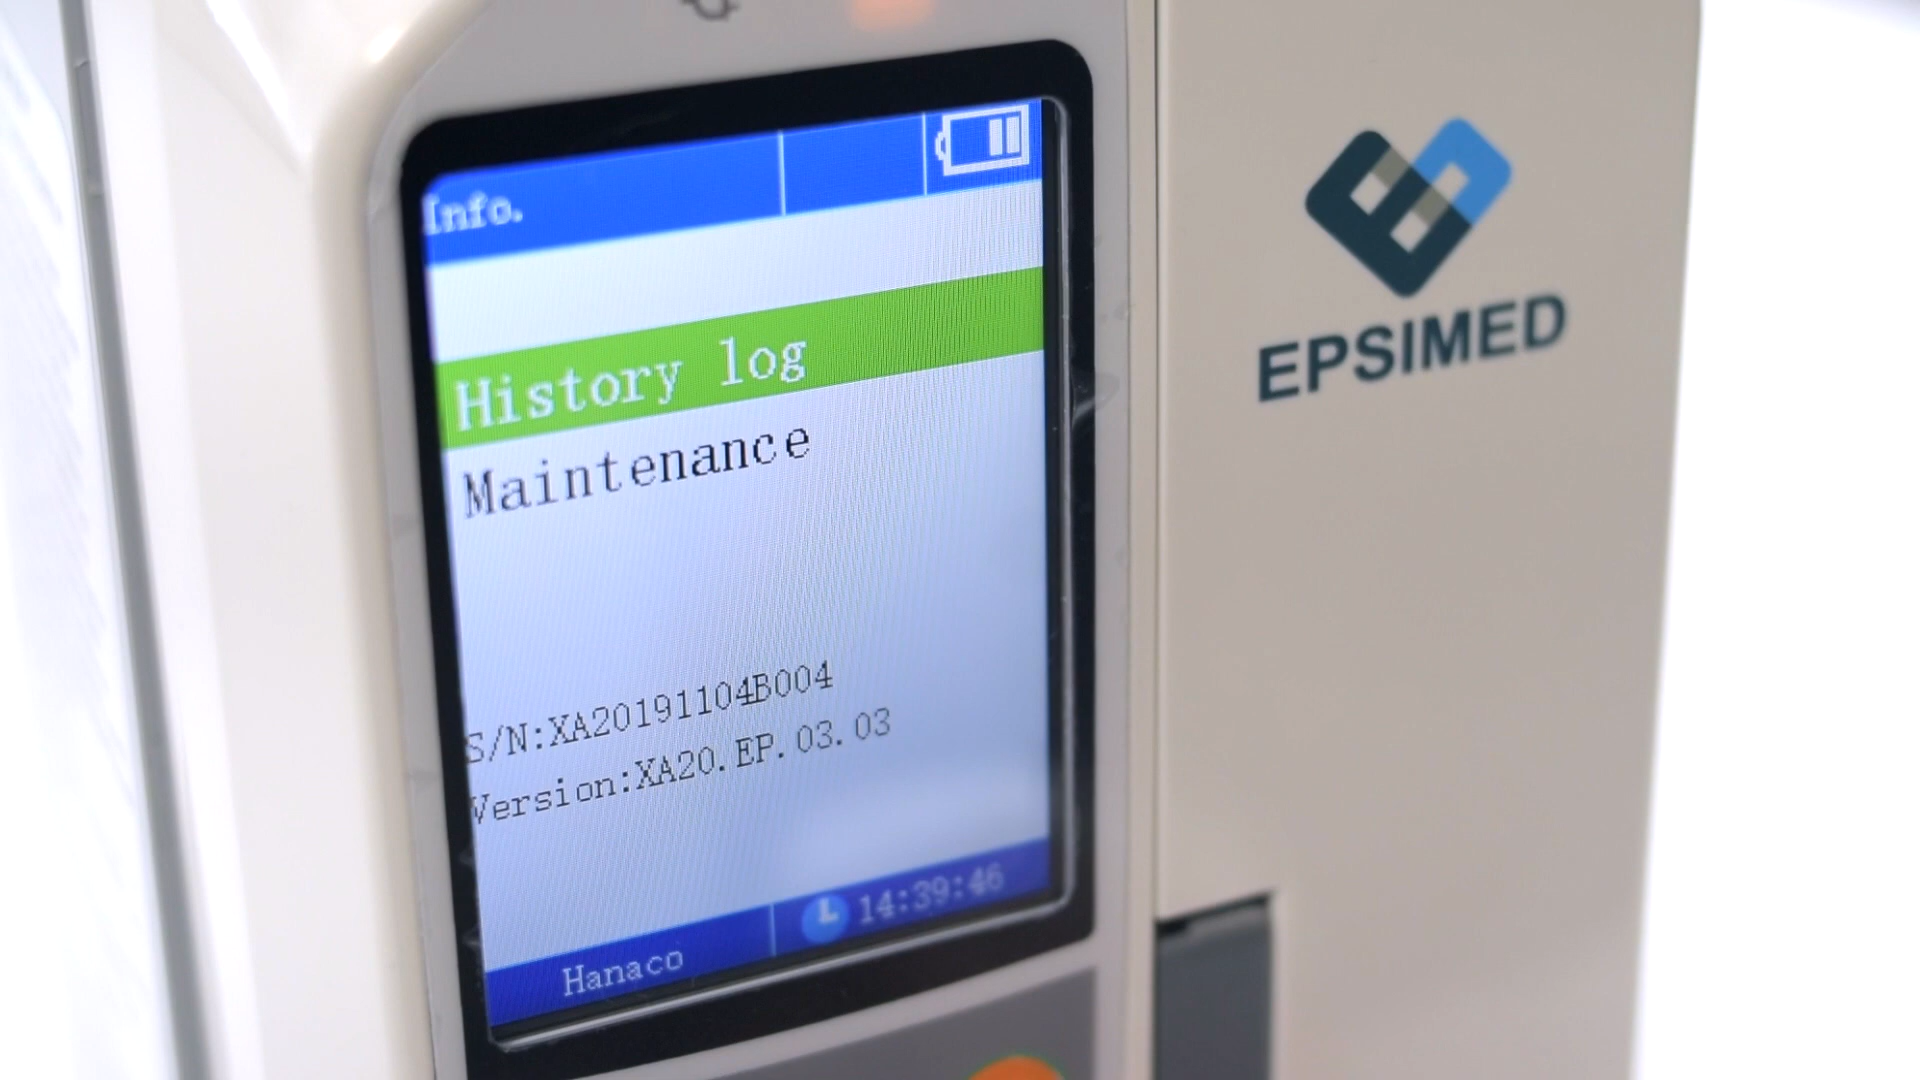 Info.
History log
Maintenance
S/N:XA20191104B004
Version:XA20.EP.03.03
Hanaco
14:39:46
EPSIMED